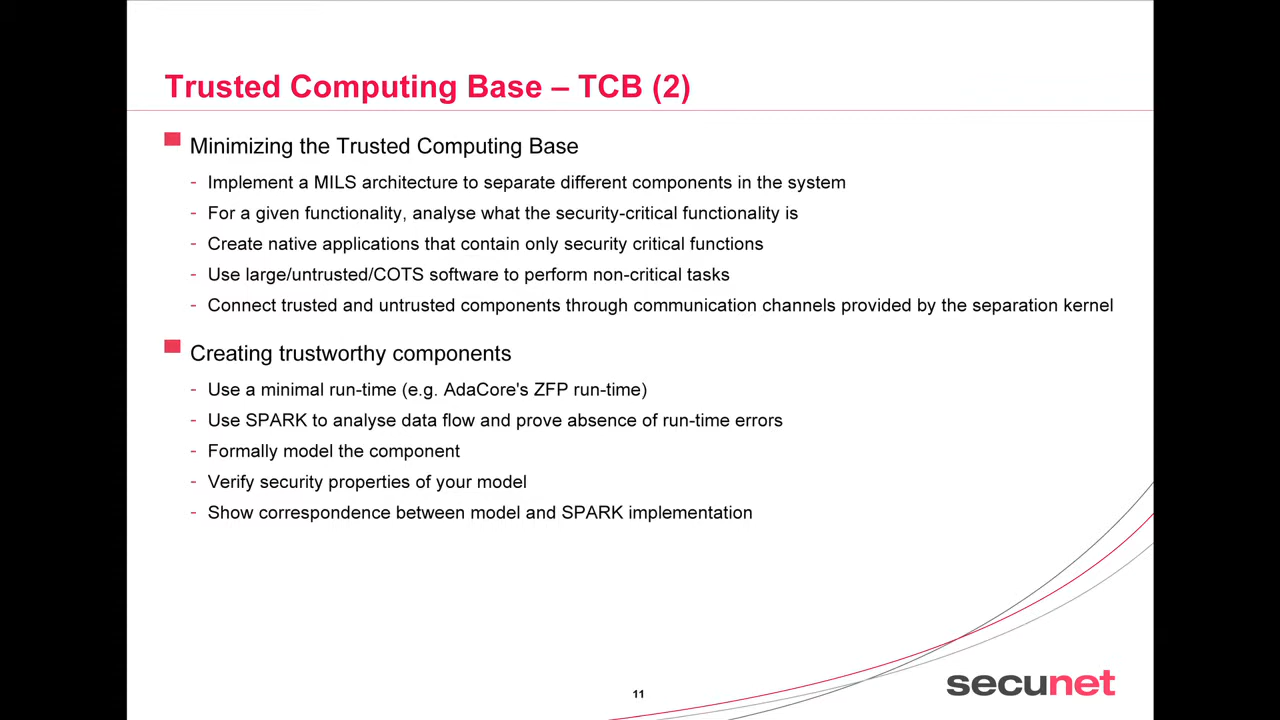 Trusted Computing Base – TCB (2)
Minimizing the Trusted Computing Base
- Implement a MILS architecture to separate different components in the system
- For a given functionality, analyse what the security-critical functionality is
- Create native applications that contain only security critical functions
- Use large/untrusted/COTS software to perform non-critical tasks
- Connect trusted and untrusted components through communication channels provided by the separation kernel
Creating trustworthy components
- Use a minimal run-time (e.g. AdaCore's ZFP run-time)
- Use SPARK to analyse data flow and prove absence of run-time errors
- Formally model the component
- Verify security properties of your model
- Show correspondence between model and SPARK implementation
11
secunet